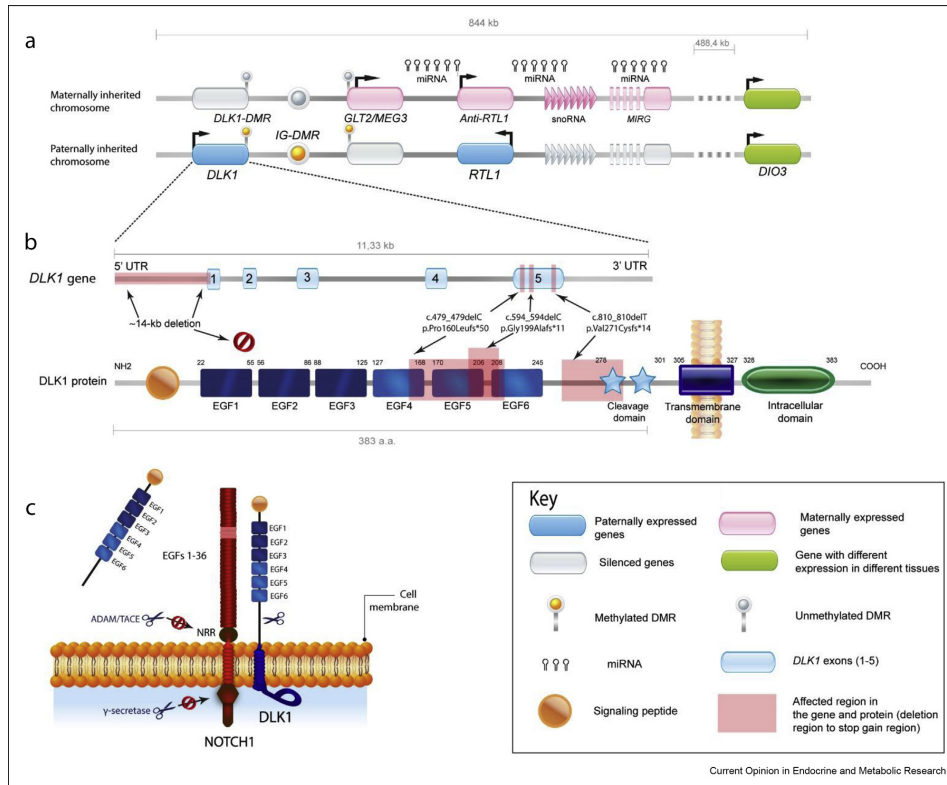 a
844 kb
488,4 kb
miRNA
miRNA
miRNA
Maternally inherited
chromosome
DLK1-DMR
GLT2/MEG3
Anti-RTL1
snoRNA
MIRG
IG-DMR
Paternally inherited
chromosome
DLK1
RTL1
DIO3
b
11,33 kb
5' UTR
3' UTR
DLK1 gene
1
2
3
4
5
~14-kb deletion
c.479_479delC
p.Pro160Leufs*50
c.594_594delC
p.Gly199Alafs*11
c.810_810delT
p.Val271Cysfs*14
NH2
22
56
56
86
88
125
127
168
170
206
208
245
278
301
305
327
328
383
COOH
DLK1 protein
EGF1
EGF2
EGF3
EGF4
EGF5
EGF6
Cleavage
domain
Transmembrane
domain
Intracellular
domain
383 a.a.
c
EGF1
EGF2
EGF3
EGF4
EGF5
EGF6
EGFs 1-36
EGF1
EGF2
EGF3
EGF4
EGF5
EGF6
Cell
membrane
ADAM/TACE
NRR
γ-secretase
DLK1
NOTCH1
Key
Paternally expressed
genes
Maternally expressed
genes
Silenced genes
Gene with different
expression in different tissues
Methylated DMR
Unmethylated DMR
miRNA
DLK1 exons (1-5)
Signaling peptide
Affected region in
the gene and protein (deletion
region to stop gain region)
Current Opinion in Endocrine and Metabolic Research